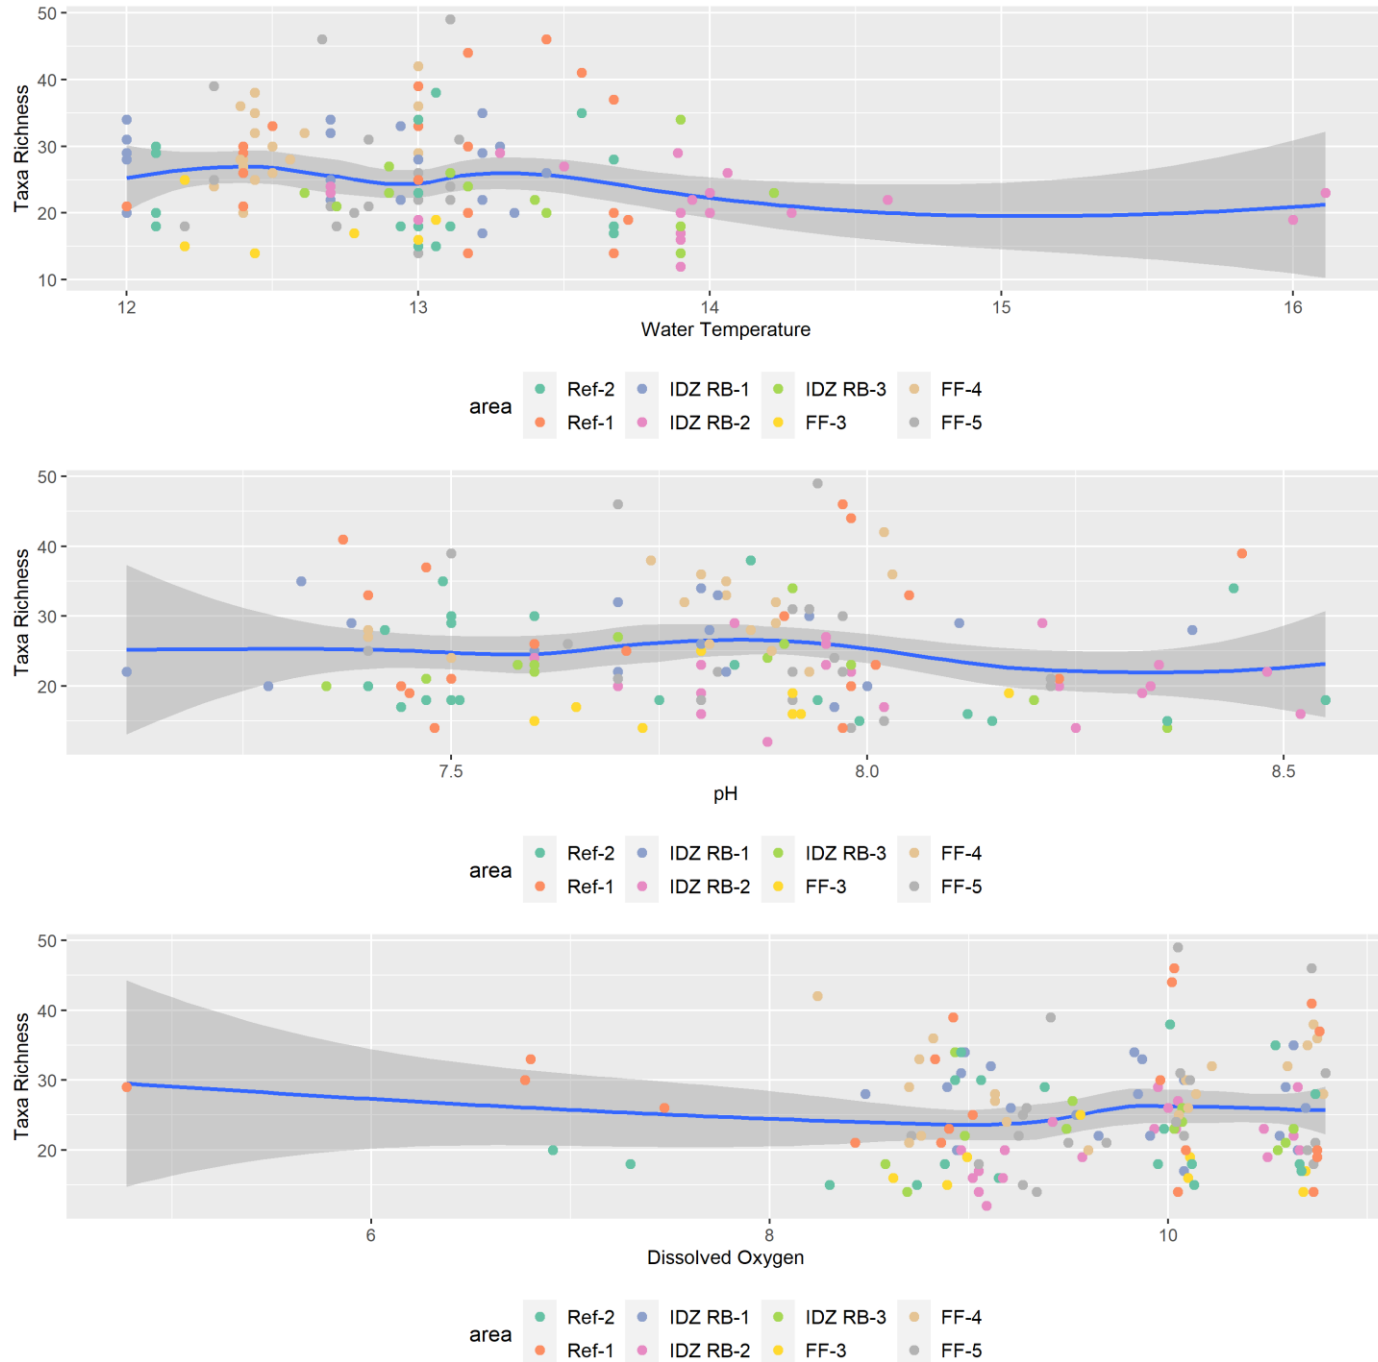 50
40
30
20
10
Taxa Richness
12 13 14 15 16
Water Temperature
area
Ref-2 IDZ RB-1 IDZ RB-3 FF-4
Ref-1 IDZ RB-2 FF-3 FF-5
50
40
30
20
Taxa Richness
7.5 8.0 8.5
pH
area
Ref-2 IDZ RB-1 IDZ RB-3 FF-4
Ref-1 IDZ RB-2 FF-3 FF-5
50
40
30
20
Taxa Richness
6 8 10
Dissolved Oxygen
area
Ref-2 IDZ RB-1 IDZ RB-3 FF-4
Ref-1 IDZ RB-2 FF-3 FF-5